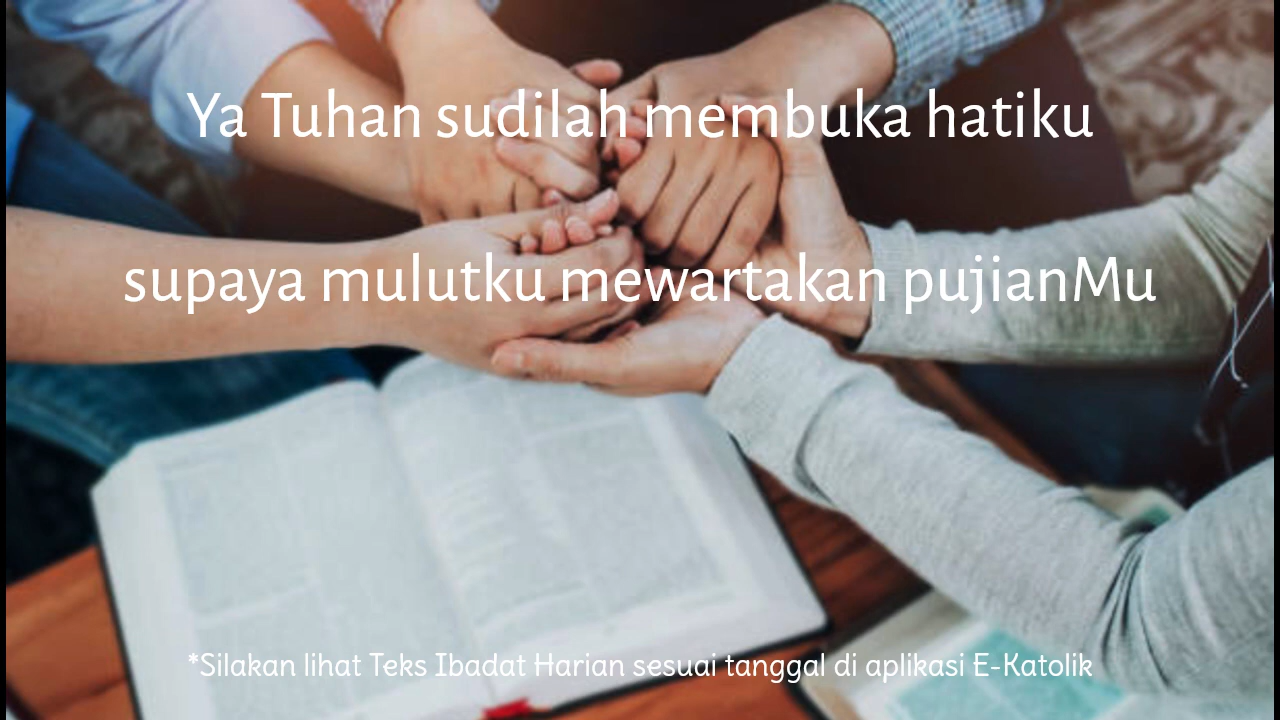 Ya Tuhan sudilah membuka hatiku
supaya mulutku mewartakan pujianMu
*Silakan lihat Teks Ibadat Harian sesuai tanggal di aplikasi E-Katolik